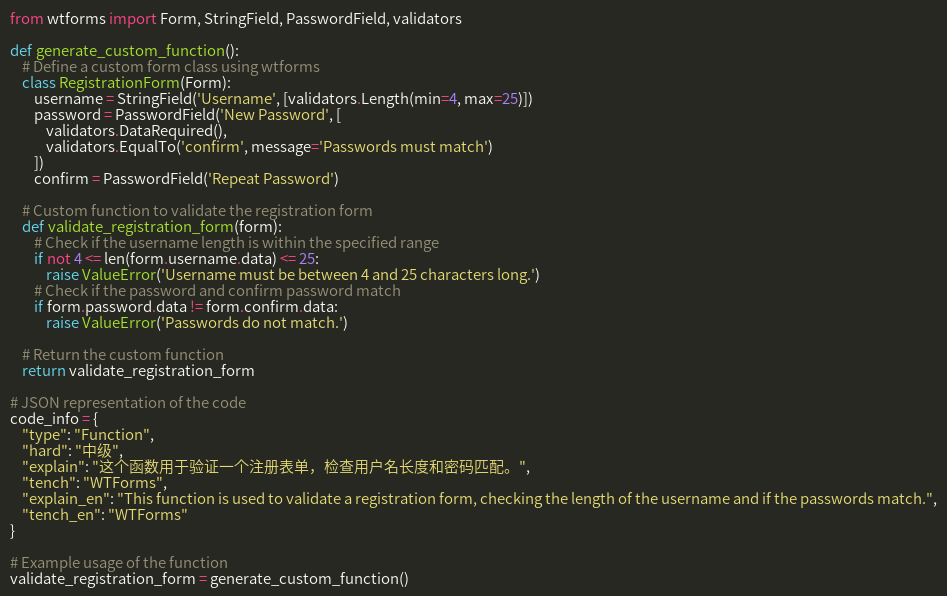 from wtforms import Form, StringField, PasswordField, validators

def generate_custom_function():
    # Define a custom form class using wtforms
    class RegistrationForm(Form):
        username = StringField('Username', [validators.Length(min=4, max=25)])
        password = PasswordField('New Password', [
            validators.DataRequired(),
            validators.EqualTo('confirm', message='Passwords must match')
        ])
        confirm = PasswordField('Repeat Password')

    # Custom function to validate the registration form
    def validate_registration_form(form):
        # Check if the username length is within the specified range
        if not 4 <= len(form.username.data) <= 25:
            raise ValueError('Username must be between 4 and 25 characters long.')
        # Check if the password and confirm password match
        if form.password.data != form.confirm.data:
            raise ValueError('Passwords do not match.')

    # Return the custom function
    return validate_registration_form

# JSON representation of the code
code_info = {
    "type": "Function",
    "hard": "中级",
    "explain": "这个函数用于验证一个注册表单，检查用户名长度和密码匹配。",
    "tench": "WTForms",
    "explain_en": "This function is used to validate a registration form, checking the length of the username and if the passwords match.",
    "tench_en": "WTForms"
}

# Example usage of the function
validate_registration_form = generate_custom_function()